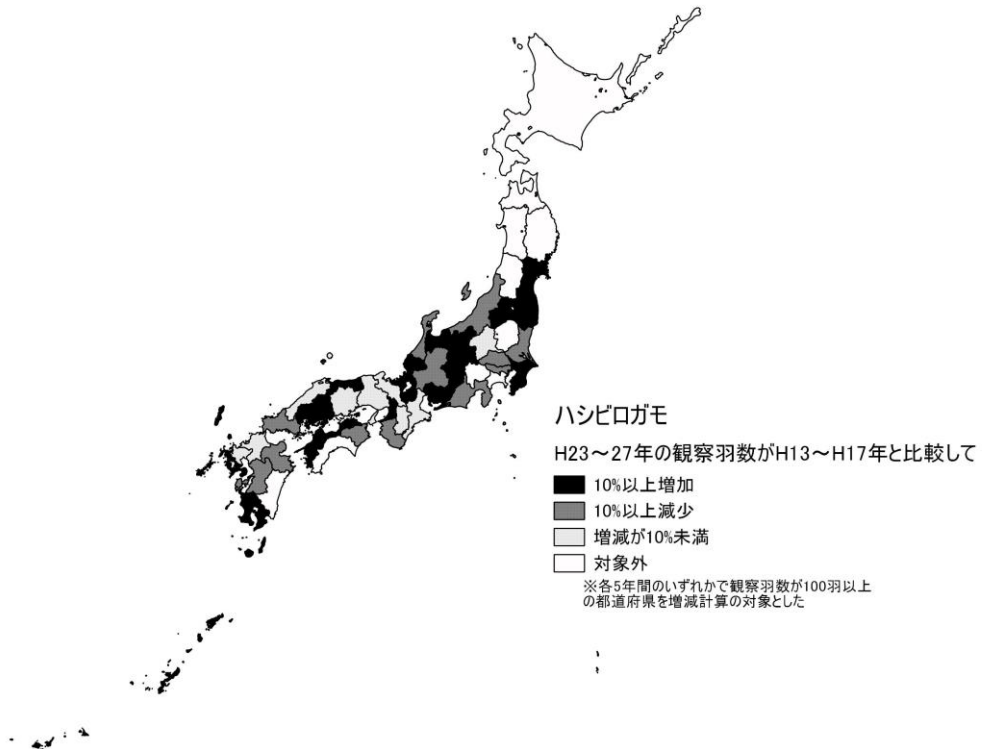 ハシビロガモ
H23～27年の観察羽数がH13～H17年と比較して
10%以上増加
10%以上減少
増減が10%未満
対象外
※各5年間のいずれかで観察羽数が100羽以上
の都道府県を増減計算の対象とした